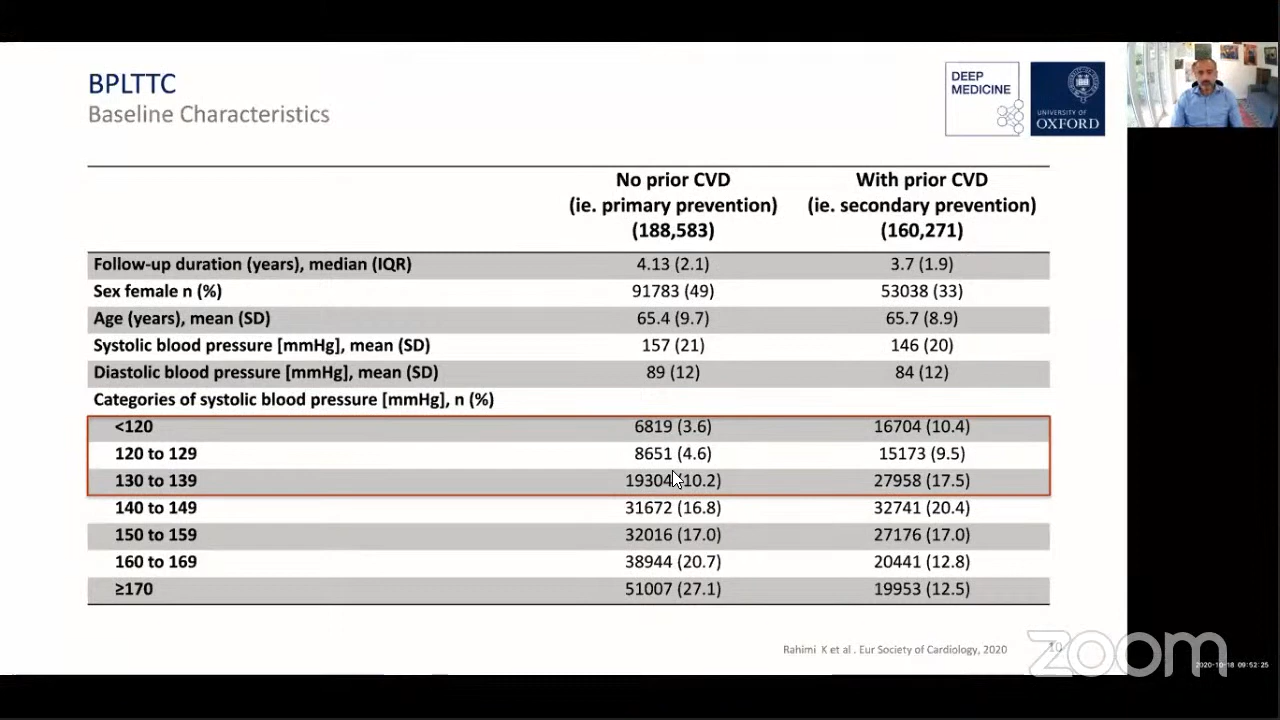 BPLTTC
Baseline Characteristics
DEEP
MEDICINE
UNIVERSITY OF
OXFORD
No prior CVD
(ie. primary prevention)
(188,583)
With prior CVD
(ie. secondary prevention)
(160,271)
Follow-up duration (years), median (IQR) 4.13 (2.1) 3.7 (1.9)
Sex female n (%) 91783 (49) 53038 (33)
Age (years), mean (SD) 65.4 (9.7) 65.7 (8.9)
Systolic blood pressure [mmHg], mean (SD) 157 (21) 146 (20)
Diastolic blood pressure [mmHg], mean (SD) 89 (12) 84 (12)
Categories of systolic blood pressure [mmHg], n (%)
<120 6819 (3.6) 16704 (10.4)
120 to 129 8651 (4.6) 15173 (9.5)
130 to 139 19304 (10.2) 27958 (17.5)
140 to 149 31672 (16.8) 32741 (20.4)
150 to 159 32016 (17.0) 27176 (17.0)
160 to 169 38944 (20.7) 20441 (12.8)
≥170 51007 (27.1) 19953 (12.5)
Rahimi K et al . Eur Society of Cardiology, 2020
10
zoom
2020-10-18 09:52:25